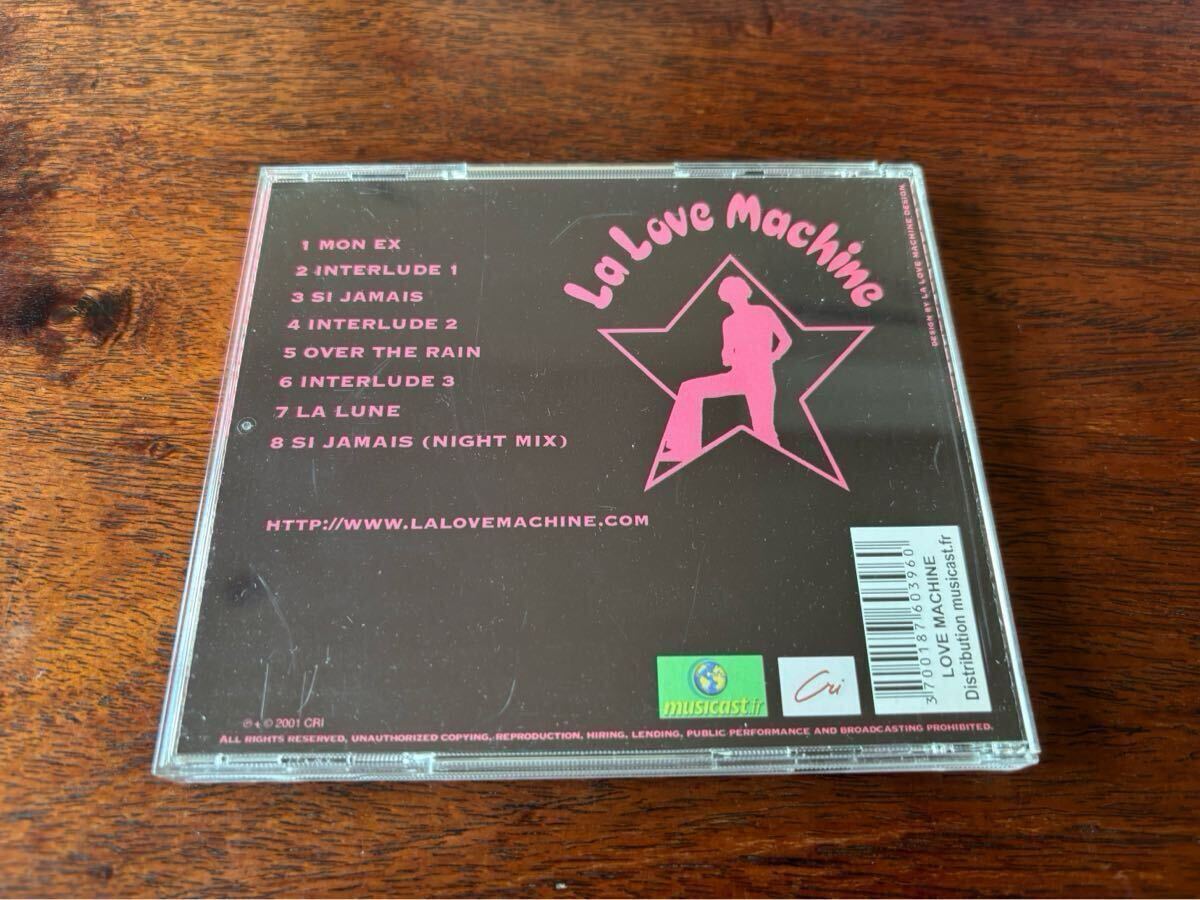 1 MON EX
2 INTERLUDE 1
3 SI JAMAIS
4 INTERLUDE 2
5 OVER THE RAIN
6 INTERLUDE 3
7 LA LUNE
8 SI JAMAIS (NIGHT MIX)
HTTP://WWW.LALOVEMACHINE.COM
La Love Machine
DESIGN BY LA LOVE MACHINE DESIGN.
musicast.fr
Cri
3 700187 603960
LOVE MACHINE
Distribution musicast.fr
℗ + © 2001 CRI
ALL RIGHTS RESERVED, UNAUTHORIZED COPYING, REPRODUCTION, HIRING, LENDING, PUBLIC PERFORMANCE AND BROADCASTING PROHIBITED.